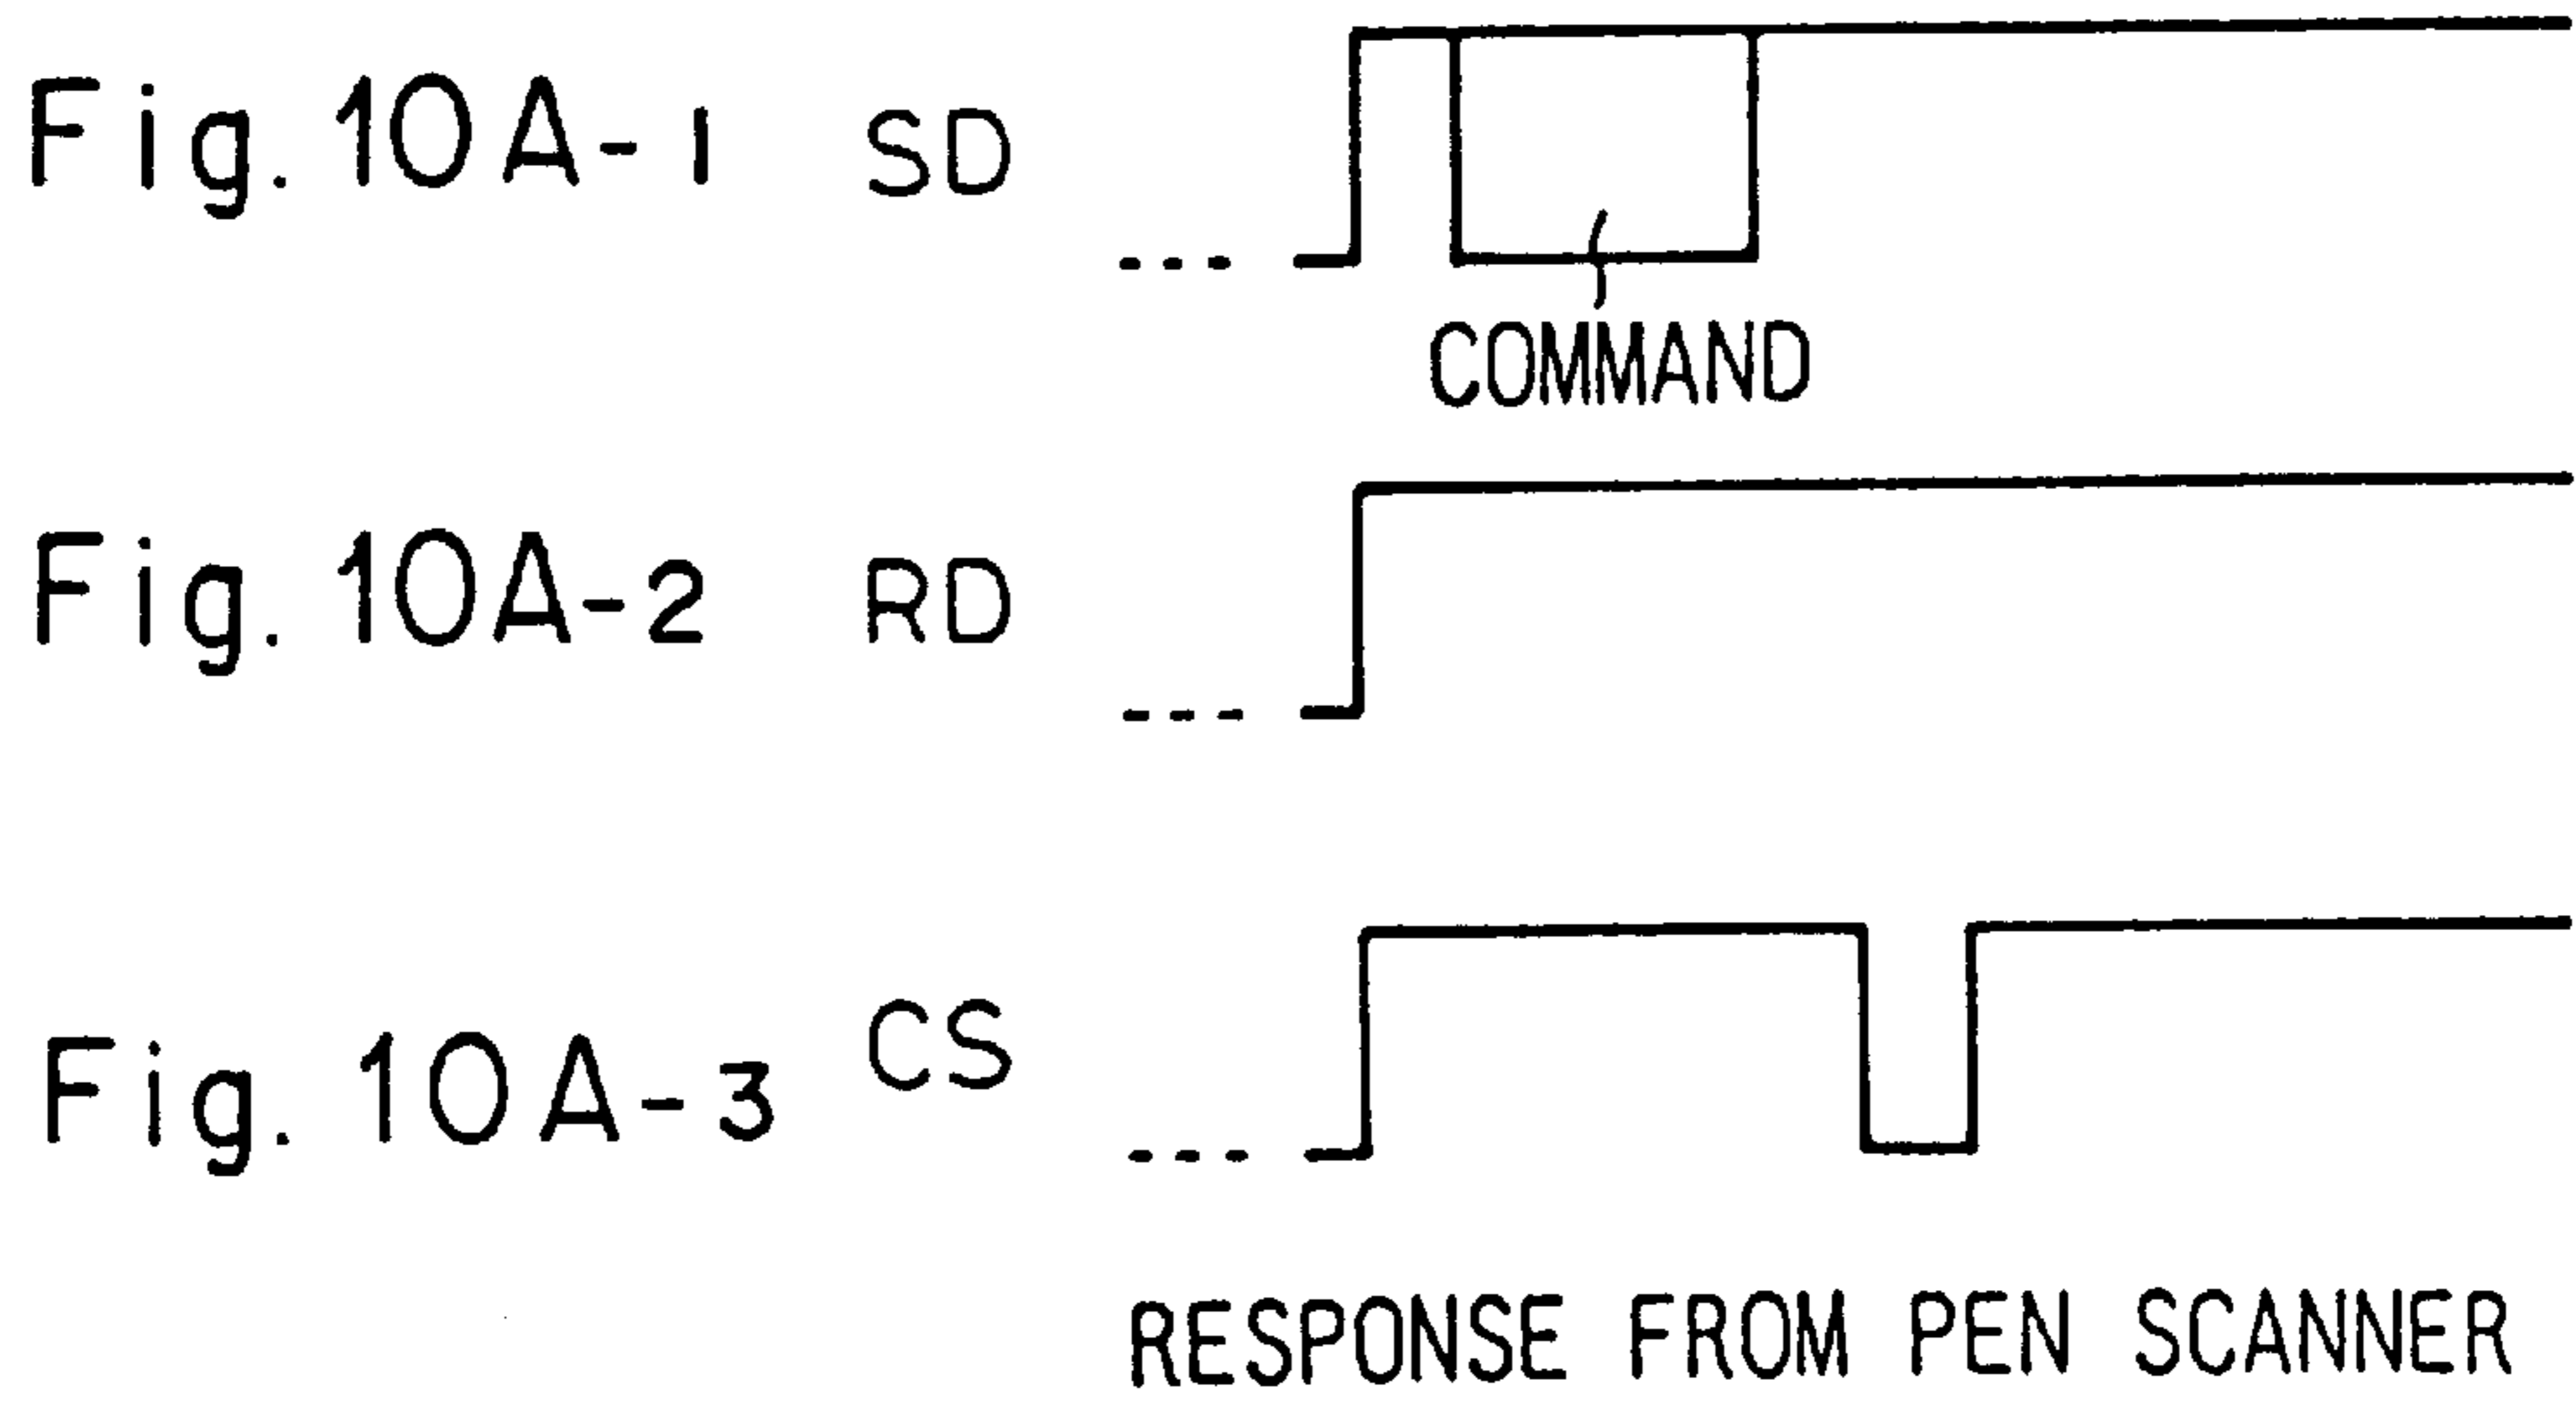 Fig. 10A-1 SD
COMMAND
Fig. 10A-2 RD
Fig. 10A-3 CS
RESPONSE FROM PEN SCANNER